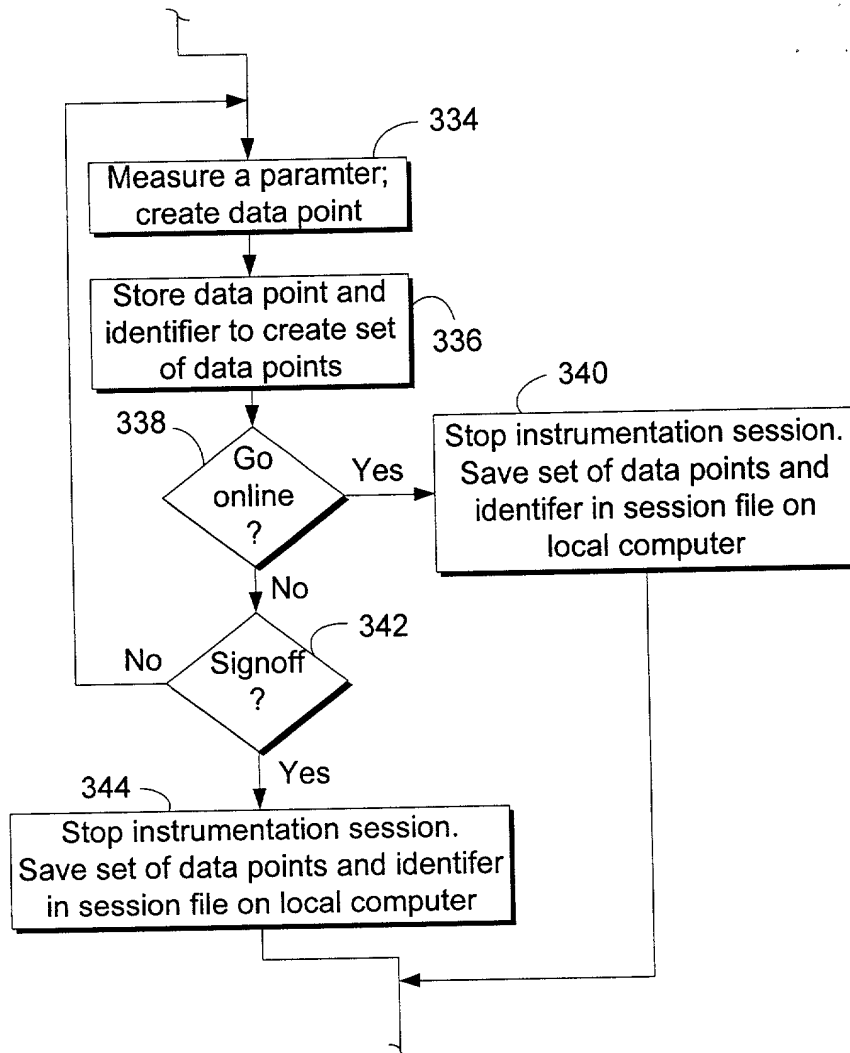 334
Measure a paramter;
create data point
Store data point and
identifier to create set
of data points
336
338
Go
online
?
Yes
No
340
Stop instrumentation session.
Save set of data points and
identifer in session file on
local computer
342
Signoff
?
No
Yes
344
Stop instrumentation session.
Save set of data points and identifer
in session file on local computer